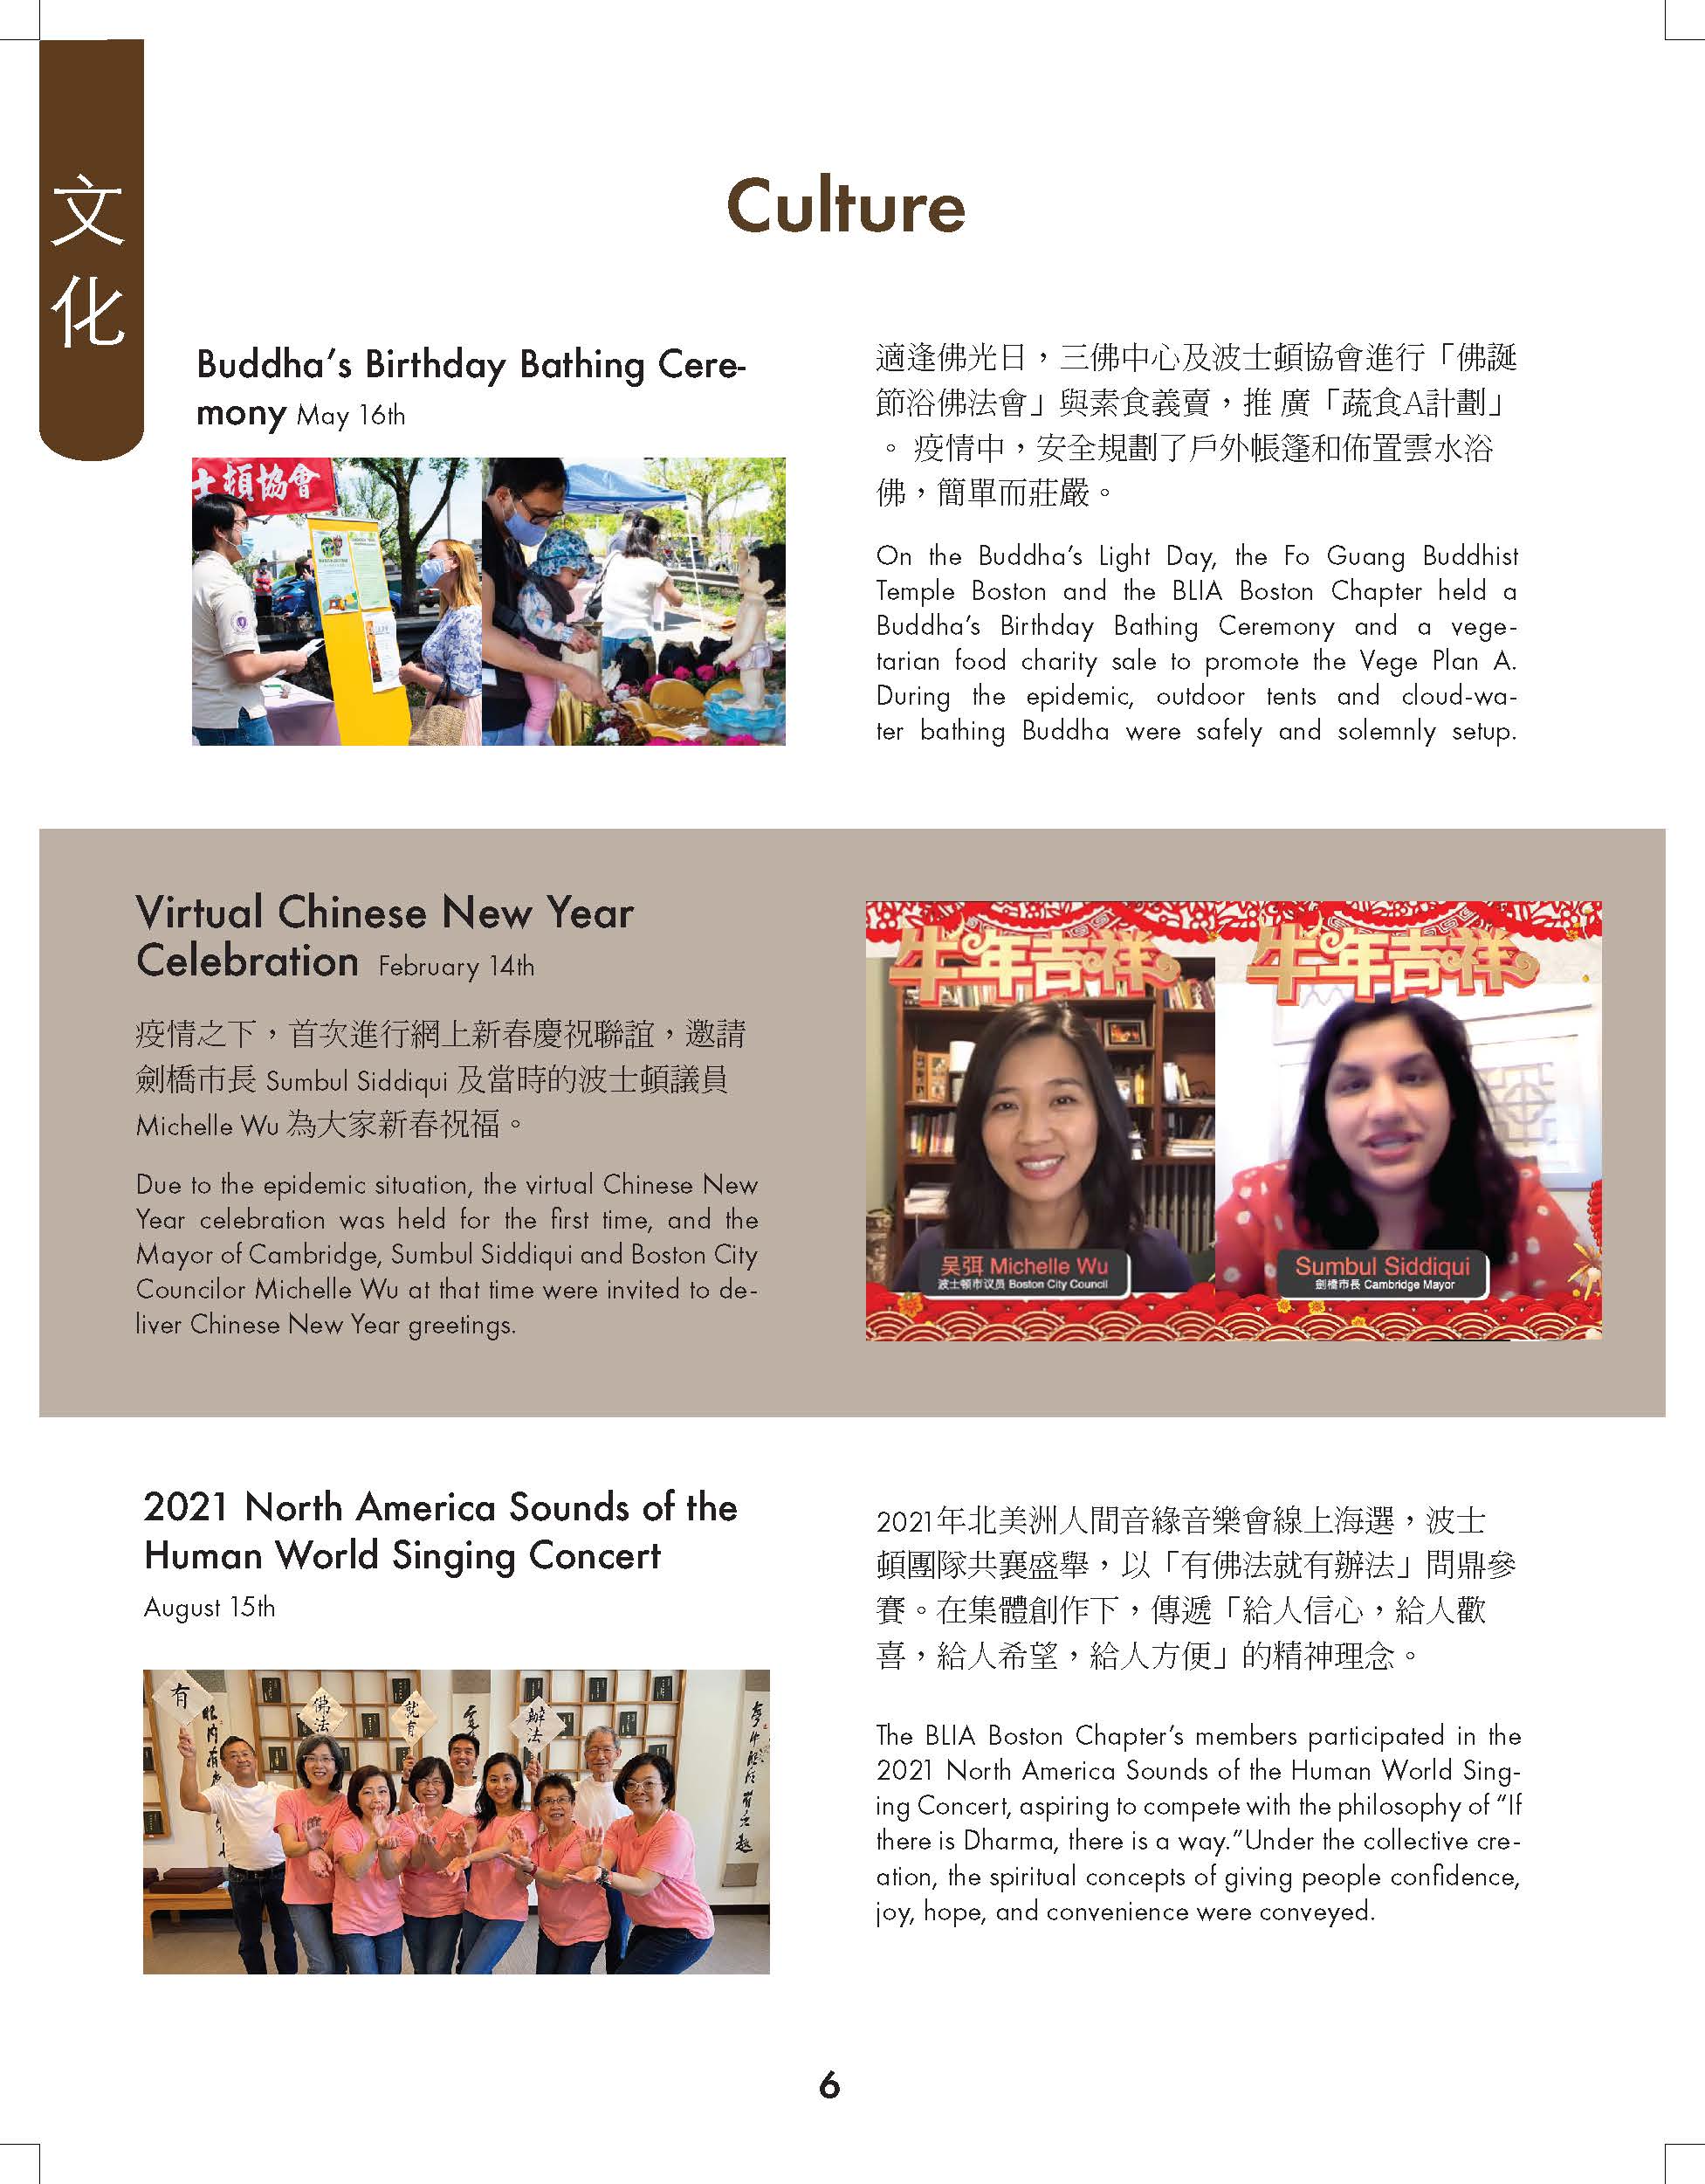 文
化
Culture
Buddha’s Birthday Bathing Cere-
mony May 16th
士頓協會
適逢佛光日，三佛中心及波士頓協會進行「佛誕
節浴佛法會」與素食義賣，推 廣「蔬食A計劃」
。 疫情中，安全規劃了戶外帳篷和佈置雲水浴
佛，簡單而莊嚴。
On the Buddha’s Light Day, the Fo Guang Buddhist
Temple Boston and the BLIA Boston Chapter held a
Buddha’s Birthday Bathing Ceremony and a vege-
tarian food charity sale to promote the Vege Plan A.
During the epidemic, outdoor tents and cloud-wa-
ter bathing Buddha were safely and solemnly setup.
Virtual Chinese New Year
Celebration February 14th
疫情之下，首次進行網上新春慶祝聯誼，邀請
劍橋市長 Sumbul Siddiqui 及當時的波士頓議員
Michelle Wu 為大家新春祝福。
Due to the epidemic situation, the virtual Chinese New
Year celebration was held for the first time, and the
Mayor of Cambridge, Sumbul Siddiqui and Boston City
Councilor Michelle Wu at that time were invited to de-
liver Chinese New Year greetings.
牛年吉祥
牛年吉祥
吴弭 Michelle Wu
波士顿市议员 Boston City Council
Sumbul Siddiqui
劍橋市長 Cambridge Mayor
2021 North America Sounds of the
Human World Singing Concert
August 15th
有
佛法
就有
辦法
2021年北美洲人間音緣音樂會線上海選，波士
頓團隊共襄盛舉，以「有佛法就有辦法」問鼎參
賽。在集體創作下，傳遞「給人信心，給人歡
喜，給人希望，給人方便」的精神理念。
The BLIA Boston Chapter’s members participated in the
2021 North America Sounds of the Human World Sing-
ing Concert, aspiring to compete with the philosophy of “If
there is Dharma, there is a way.”Under the collective cre-
ation, the spiritual concepts of giving people confidence,
joy, hope, and convenience were conveyed.
6